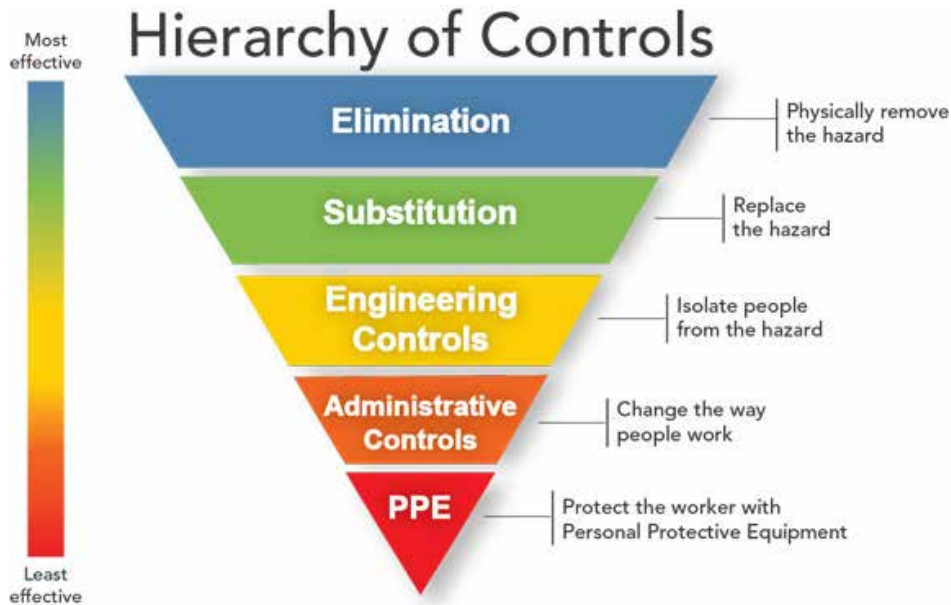 Hierarchy of Controls
Most
effective
Elimination
Physically remove
the hazard
Substitution
Replace
the hazard
Engineering
Controls
Isolate people
from the hazard
Administrative
Controls
Change the way
people work
PPE
Protect the worker with
Personal Protective Equipment
Least
effective